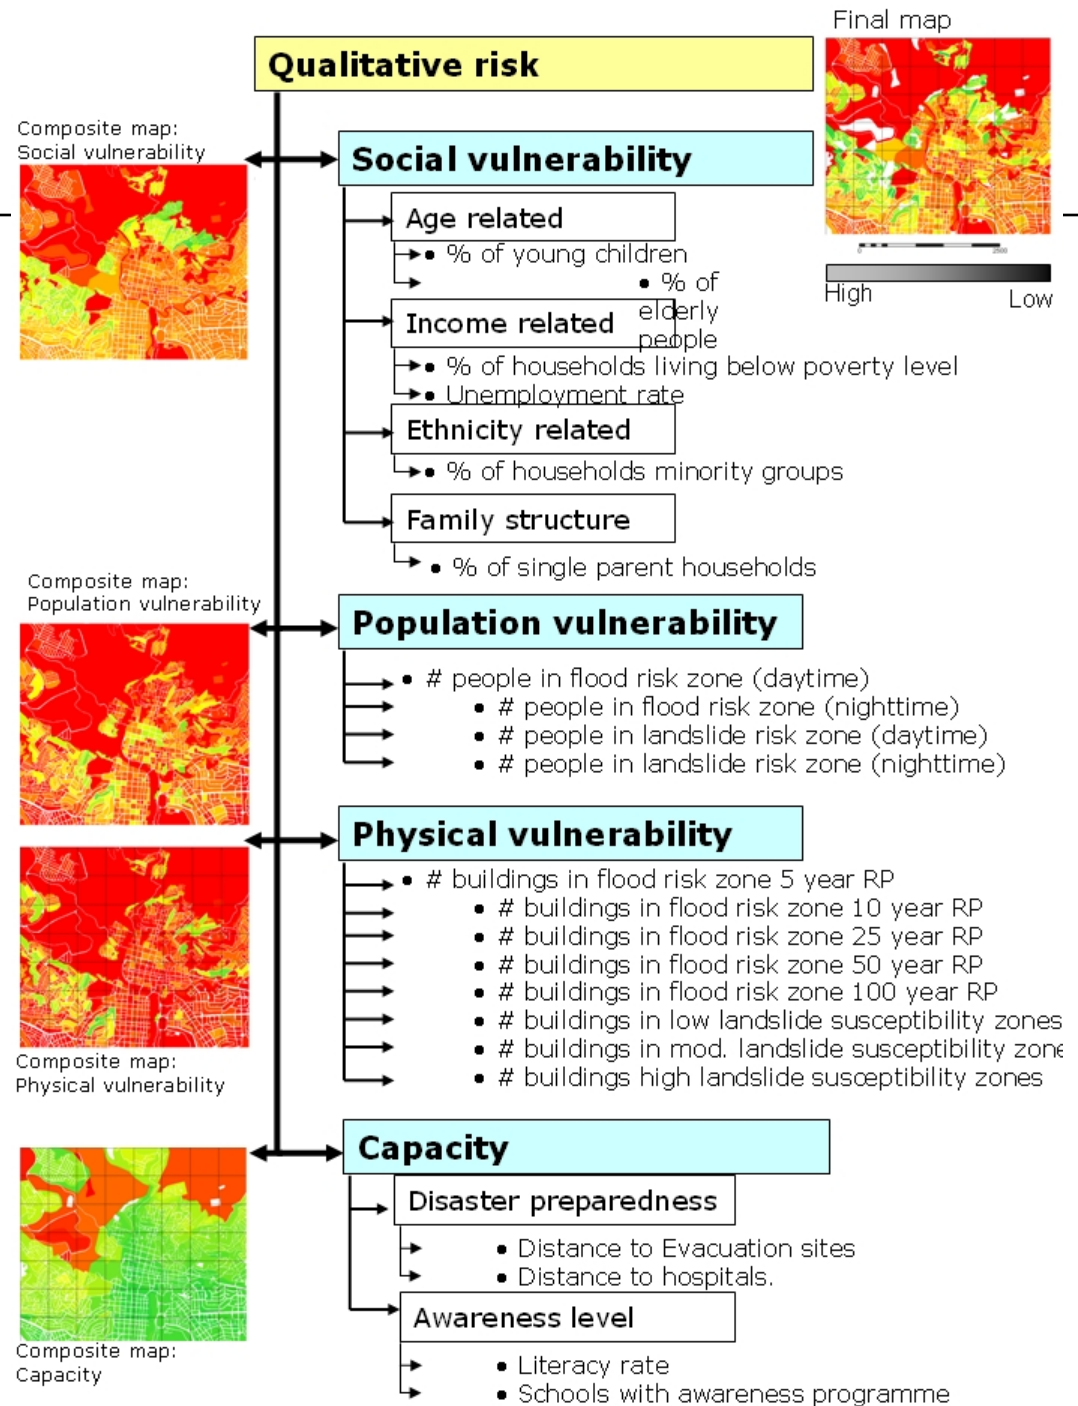 Final map
Qualitative risk
Composite map:
Social vulnerability
Social vulnerability
Age related
• % of young children
• % of
elderly
people
0 2500
High Low
Income related
• % of households living below poverty level
• Unemployment rate
Ethnicity related
• % of households minority groups
Family structure
• % of single parent households
Composite map:
Population vulnerability
Population vulnerability
• # people in flood risk zone (daytime)
• # people in flood risk zone (nighttime)
• # people in landslide risk zone (daytime)
• # people in landslide risk zone (nighttime)
Physical vulnerability
• # buildings in flood risk zone 5 year RP
• # buildings in flood risk zone 10 year RP
• # buildings in flood risk zone 25 year RP
• # buildings in flood risk zone 50 year RP
• # buildings in flood risk zone 100 year RP
• # buildings in low landslide susceptibility zones
• # buildings in mod. landslide susceptibility zone
• # buildings high landslide susceptibility zones
Composite map:
Physical vulnerability
Capacity
Disaster preparedness
• Distance to Evacuation sites
• Distance to hospitals.
Awareness level
• Literacy rate
• Schools with awareness programme
Composite map:
Capacity